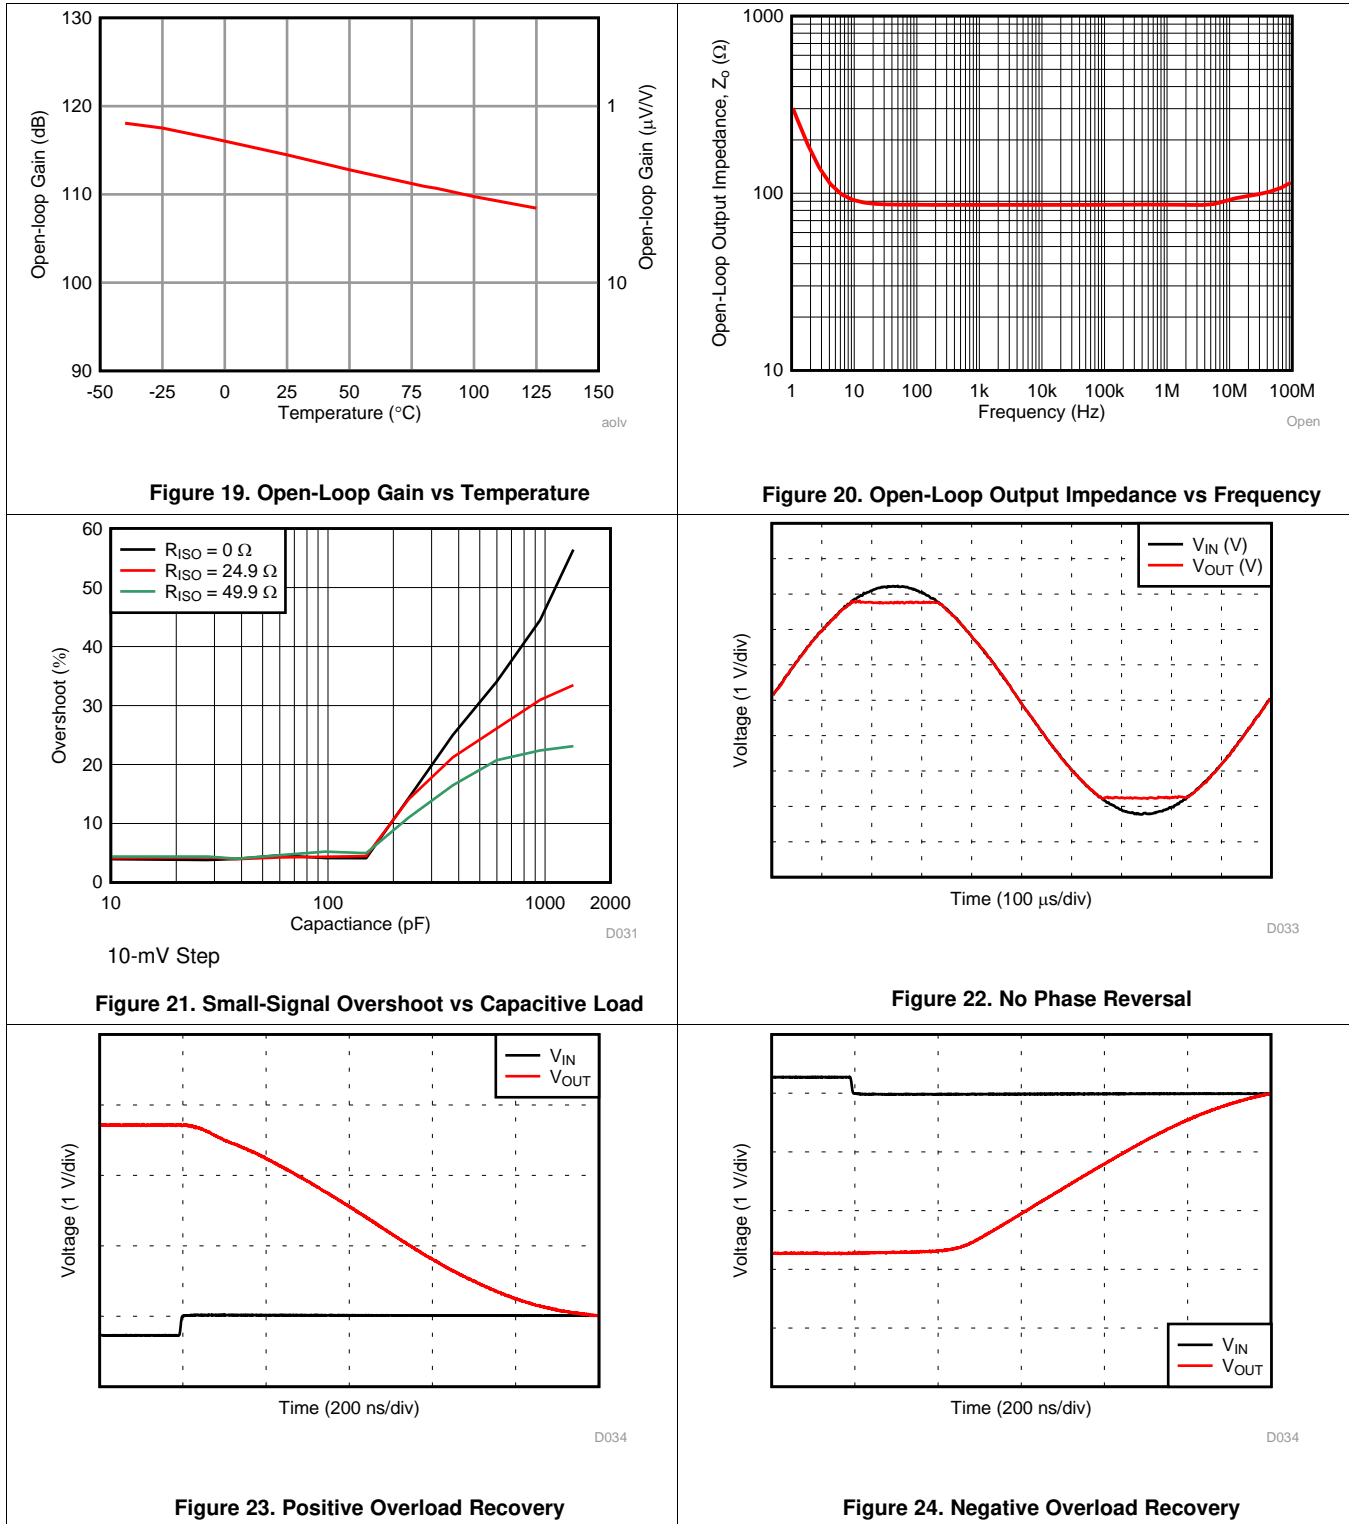 130
120
110
100
90
Open-loop Gain (dB)
1
10
Open-loop Gain (µV/V)
-50 -25 0 25 50 75 100 125 150
Temperature (°C)
aolv
Figure 19. Open-Loop Gain vs Temperature
1000
100
10
Open-Loop Output Impedance, Zo (Ω)
1 10 100 1k 10k 100k 1M 10M 100M
Frequency (Hz)
Open
Figure 20. Open-Loop Output Impedance vs Frequency
60
50
40
30
20
10
0
Overshoot (%)
RISO = 0 Ω
RISO = 24.9 Ω
RISO = 49.9 Ω
10 100 1000 2000
Capactiance (pF)
D031
10-mV Step
Figure 21. Small-Signal Overshoot vs Capacitive Load
VIN (V)
VOUT (V)
Voltage (1 V/div)
Time (100 µs/div)
D033
Figure 22. No Phase Reversal
VIN
VOUT
Voltage (1 V/div)
Time (200 ns/div)
D034
Figure 23. Positive Overload Recovery
Voltage (1 V/div)
VIN
VOUT
Time (200 ns/div)
D034
Figure 24. Negative Overload Recovery